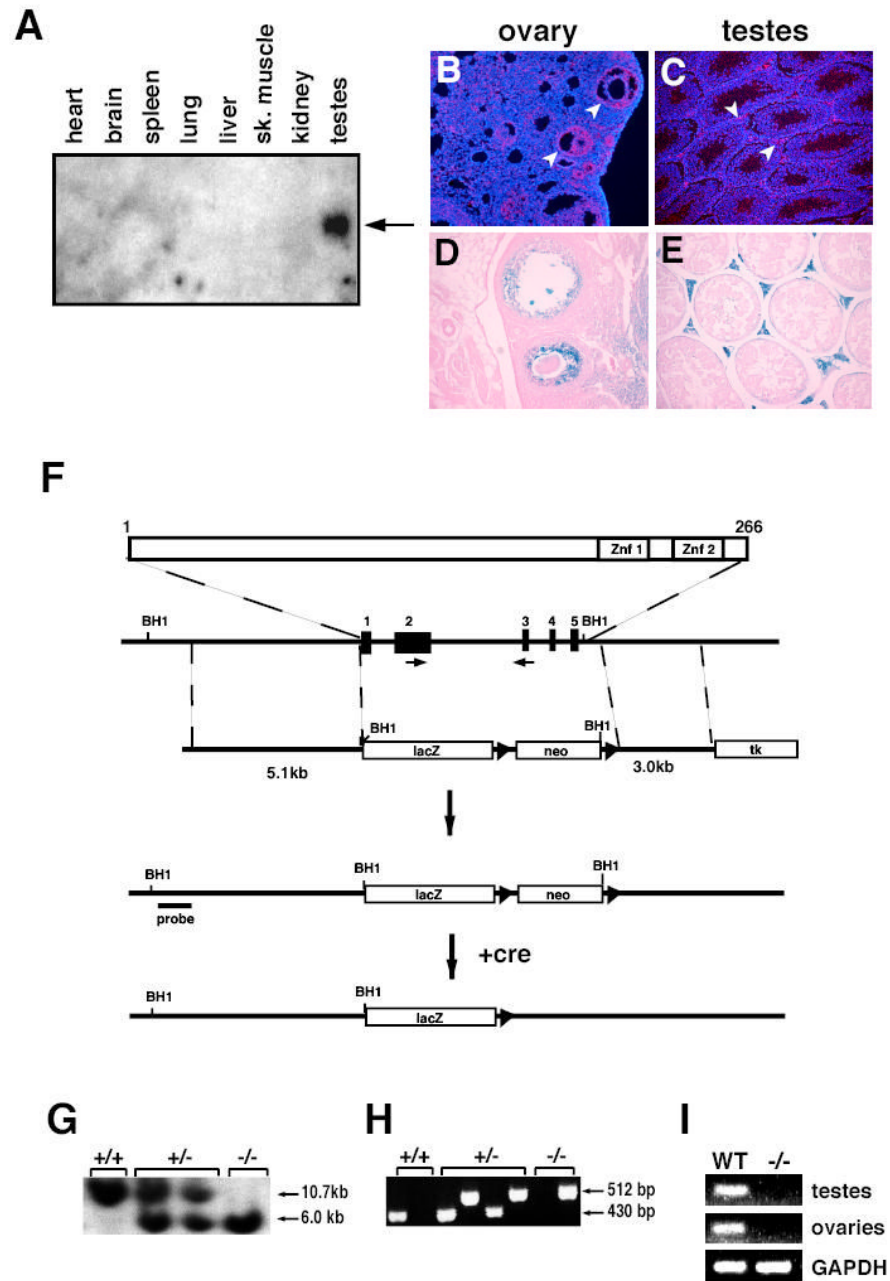 A
heart
brain
spleen
lung
liver
sk. muscle
kidney
testes
ovary
testes
B
C
D
E
F
1
266
Znf 1
Znf 2
BH1
1
2
3
4
5
BH1
BH1
BH1
lacZ
neo
tk
5.1kb
3.0kb
BH1
BH1
BH1
lacZ
neo
probe
+cre
BH1
BH1
lacZ
G
+/+
+/-
-/-
10.7kb
6.0 kb
H
+/+
+/-
-/-
512 bp
430 bp
I
WT -/-
testes
ovaries
GAPDH